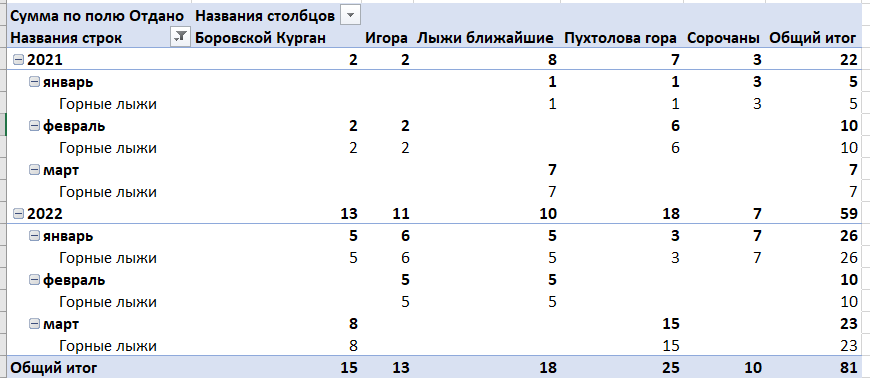 Сумма по полю Отдано Названия столбцов
Названия строк Боровской Курган Игора Лыжи ближайшие Пухтолова гора Сорочаны Общий итог
2021 2 2 8 7 3 22
январь 1 1 3 5
Горные лыжи 1 1 3 5
февраль 2 2 6 10
Горные лыжи 2 2 6 10
март 7 7
Горные лыжи 7 7
2022 13 11 10 18 7 59
январь 5 6 5 3 7 26
Горные лыжи 5 6 5 3 7 26
февраль 5 5 10
Горные лыжи 5 5 10
март 8 15 23
Горные лыжи 8 15 23
Общий итог 15 13 18 25 10 81